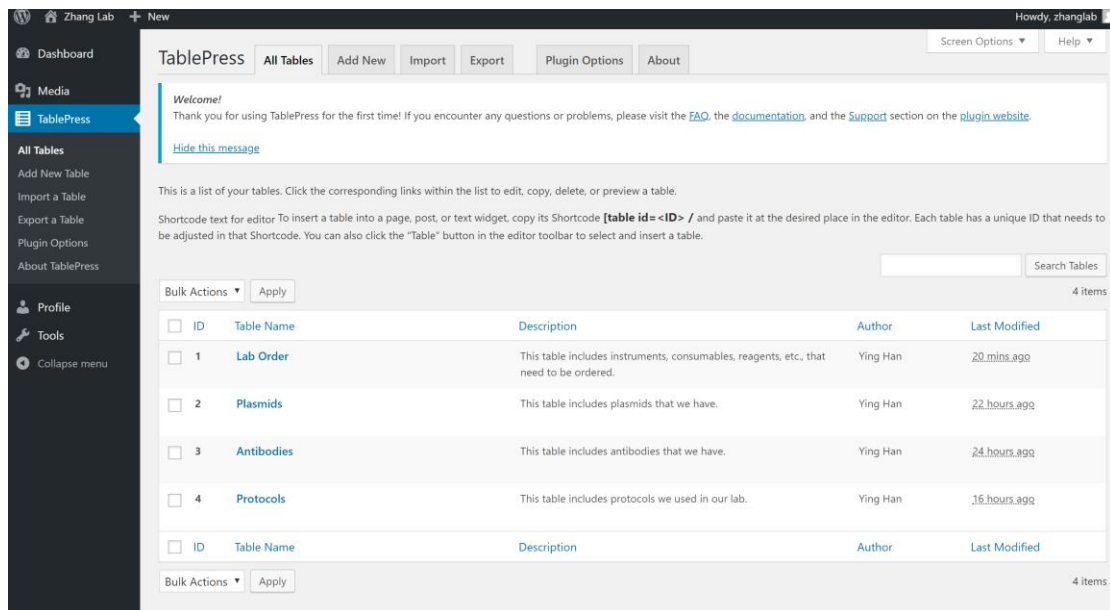 Zhang Lab + New
Howdy, zhanglab
Dashboard
Media
TablePress
All Tables
Add New Table
Import a Table
Export a Table
Plugin Options
About TablePress
Profile
Tools
Collapse menu
Screen Options ▼ Help ▼
TablePress All Tables Add New Import Export Plugin Options About
Welcome!
Thank you for using TablePress for the first time! If you encounter any questions or problems, please visit the FAQ, the documentation, and the Support section on the plugin website.
Hide this message
This is a list of your tables. Click the corresponding links within the list to edit, copy, delete, or preview a table.
Shortcode text for editor To insert a table into a page, post, or text widget, copy its Shortcode [table id=<ID> / and paste it at the desired place in the editor. Each table has a unique ID that needs to
be adjusted in that Shortcode. You can also click the "Table" button in the editor toolbar to select and insert a table.
Search Tables
Bulk Actions ▼ Apply 4 items
ID Table Name Description Author Last Modified
1 Lab Order This table includes instruments, consumables, reagents, etc., that Ying Han 20 mins ago
need to be ordered.
2 Plasmids This table includes plasmids that we have. Ying Han 22 hours ago
3 Antibodies This table includes antibodies that we have. Ying Han 24 hours ago
4 Protocols This table includes protocols we used in our lab. Ying Han 16 hours ago
ID Table Name Description Author Last Modified
Bulk Actions ▼ Apply 4 items